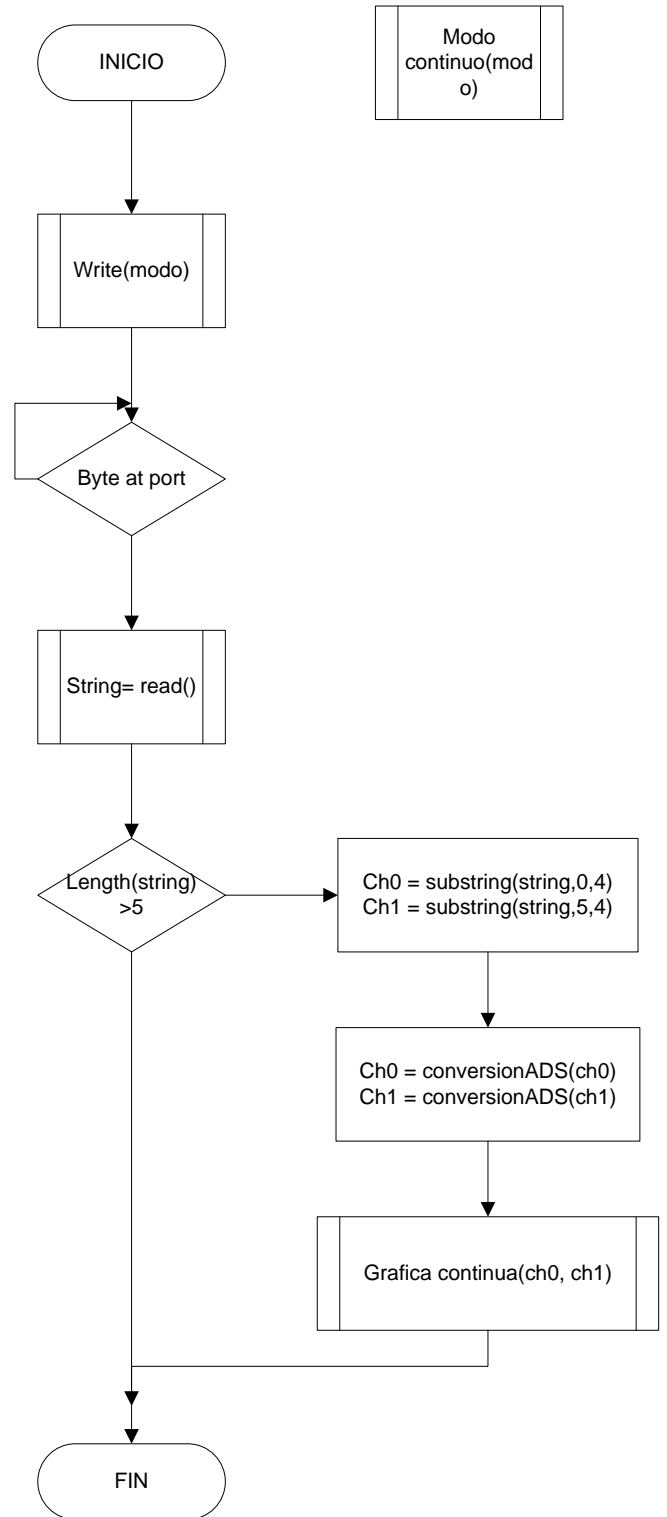 INICIO
Modo
continuo(mod
o)
Write(modo)
Byte at port
String= read()
Length(string)
>5
Ch0 = substring(string,0,4)
Ch1 = substring(string,5,4)
Ch0 = conversionADS(ch0)
Ch1 = conversionADS(ch1)
Grafica continua(ch0, ch1)
FIN